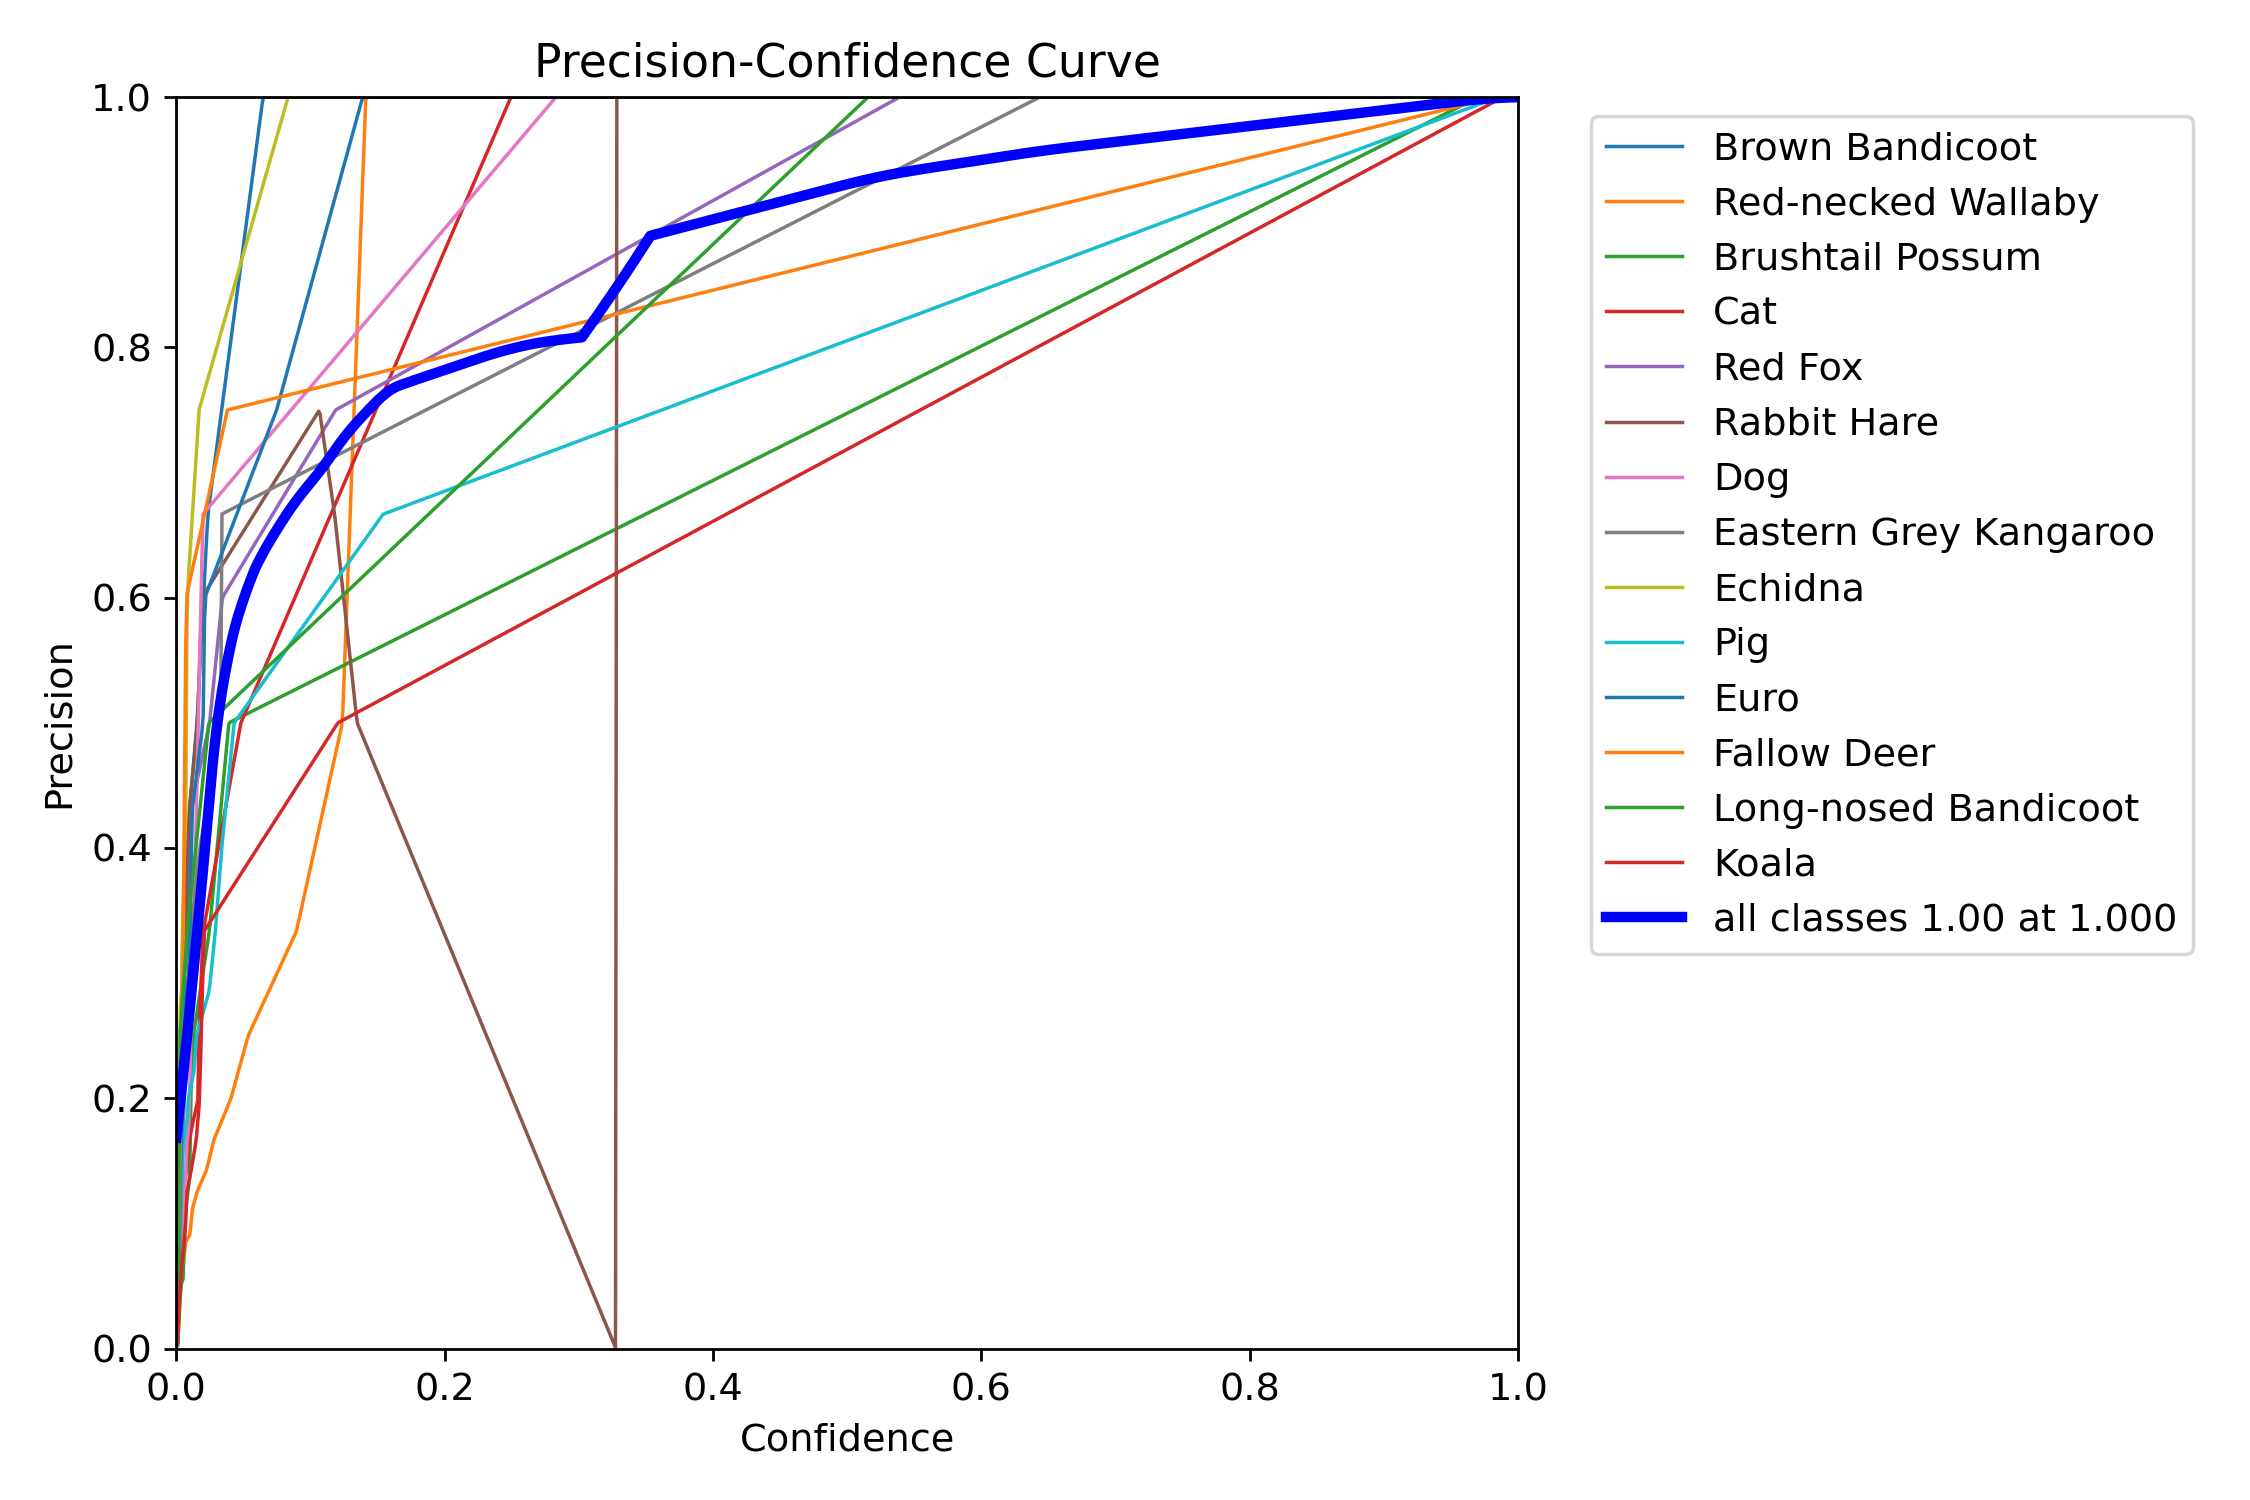 Precision-Confidence Curve
1.0
0.8
0.6
0.4
0.2
0.0
Precision
0.0 0.2 0.4 0.6 0.8 1.0
Confidence
Brown Bandicoot
Red-necked Wallaby
Brushtail Possum
Cat
Red Fox
Rabbit Hare
Dog
Eastern Grey Kangaroo
Echidna
Pig
Euro
Fallow Deer
Long-nosed Bandicoot
Koala
all classes 1.00 at 1.000